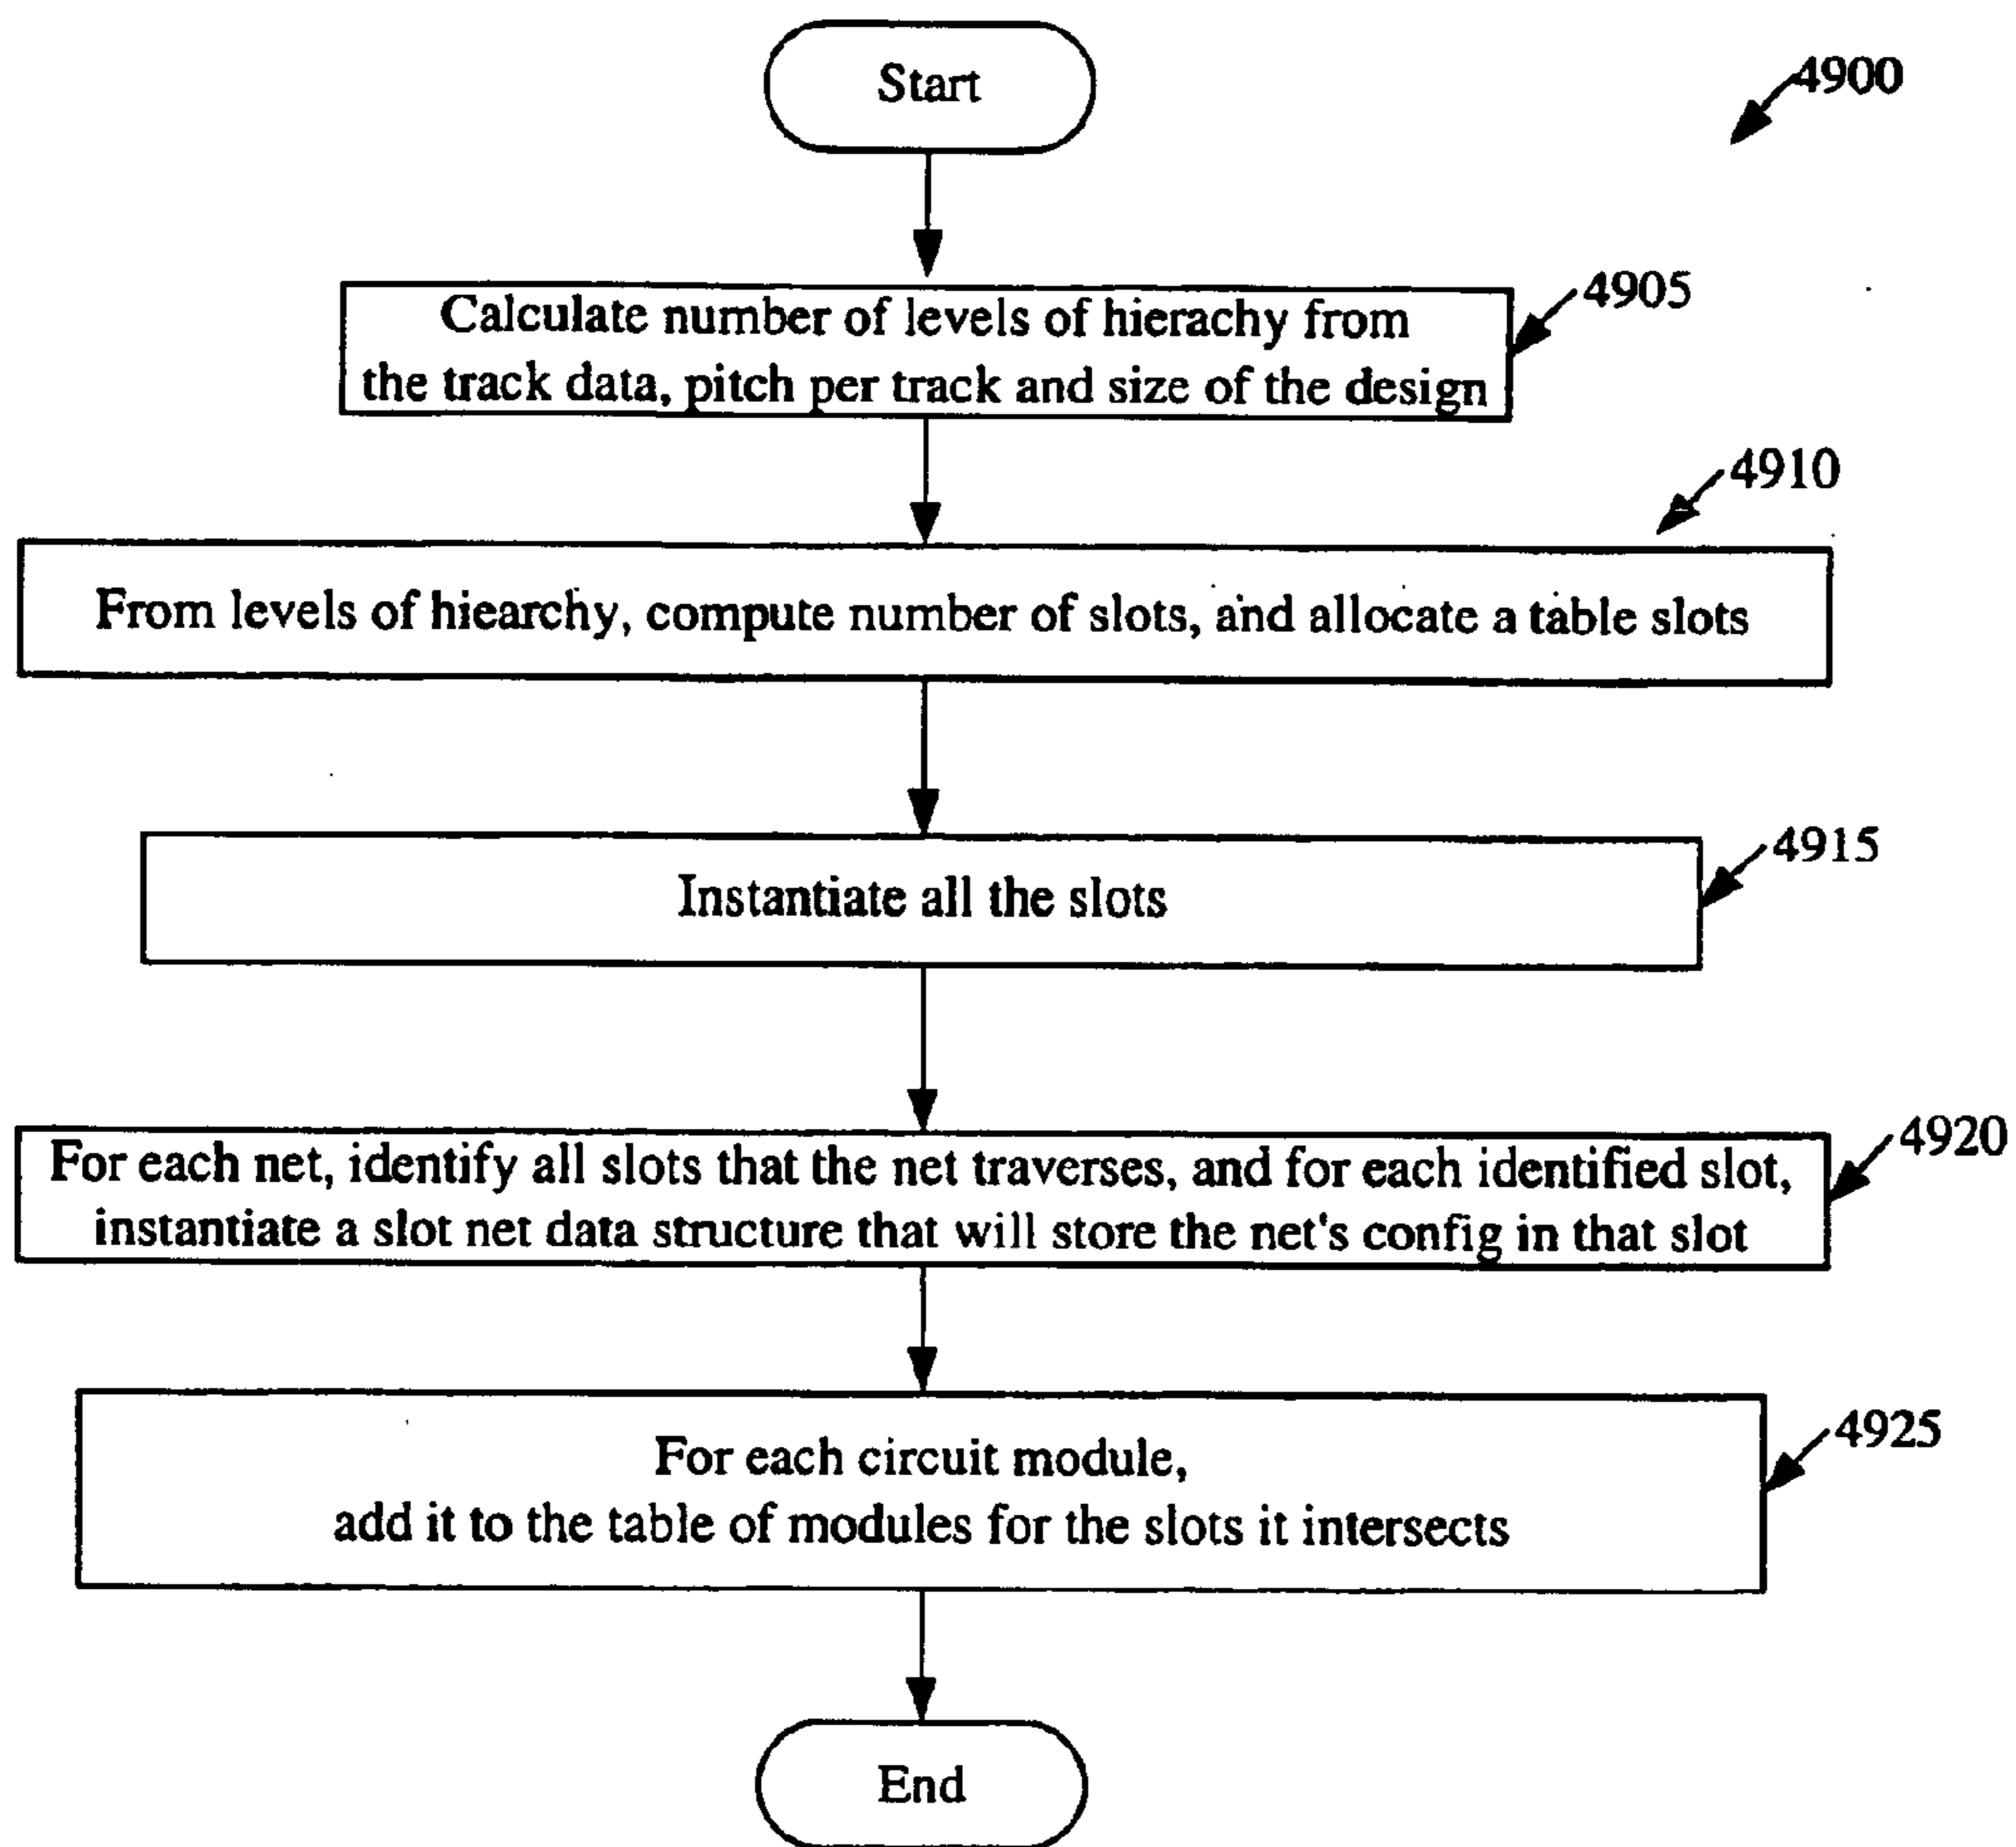 Start
4900
Calculate number of levels of hierachy from
the track data, pitch per track and size of the design
4905
4910
From levels of hiearchy, compute number of slots, and allocate a table slots
Instantiate all the slots
4915
For each net, identify all slots that the net traverses, and for each identified slot,
instantiate a slot net data structure that will store the net's config in that slot
4920
For each circuit module,
add it to the table of modules for the slots it intersects
4925
End